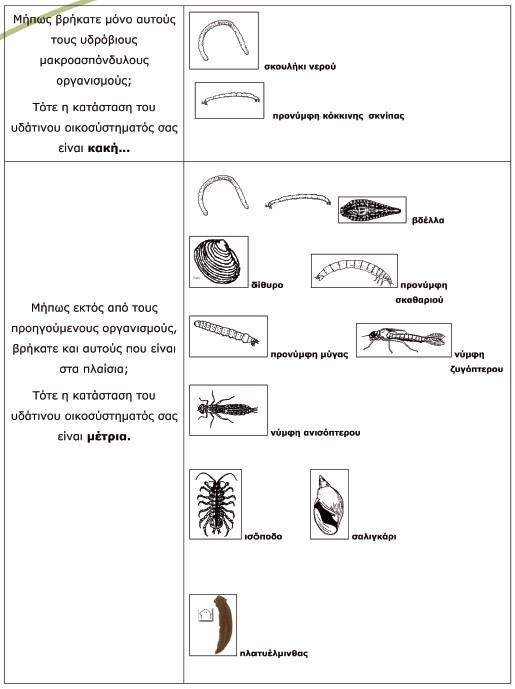 Μήπως βρήκατε μόνο αυτούς
τους υδρόβιους
μακροασπόνδυλους
οργανισμούς;
Τότε η κατάσταση του
υδάτινου οικοσύστηματός σας
είναι κακή...
σκουλήκι νερού
προνύμφη κόκκινης σκνίπας
Μήπως εκτός από τους
προηγούμενους οργανισμούς,
βρήκατε και αυτούς που είναι
στα πλαίσια;
Τότε η κατάσταση του
υδάτινου οικοσύστηματός σας
είναι μέτρια.
βδέλλα
δίθυρο
προνύμφη
σκαθαριού
προνύμφη μύγας
νύμφη
ζυγόπτερου
νύμφη ανισόπτερου
ισόποδο
σαλιγκάρι
πλατυέλμινθας